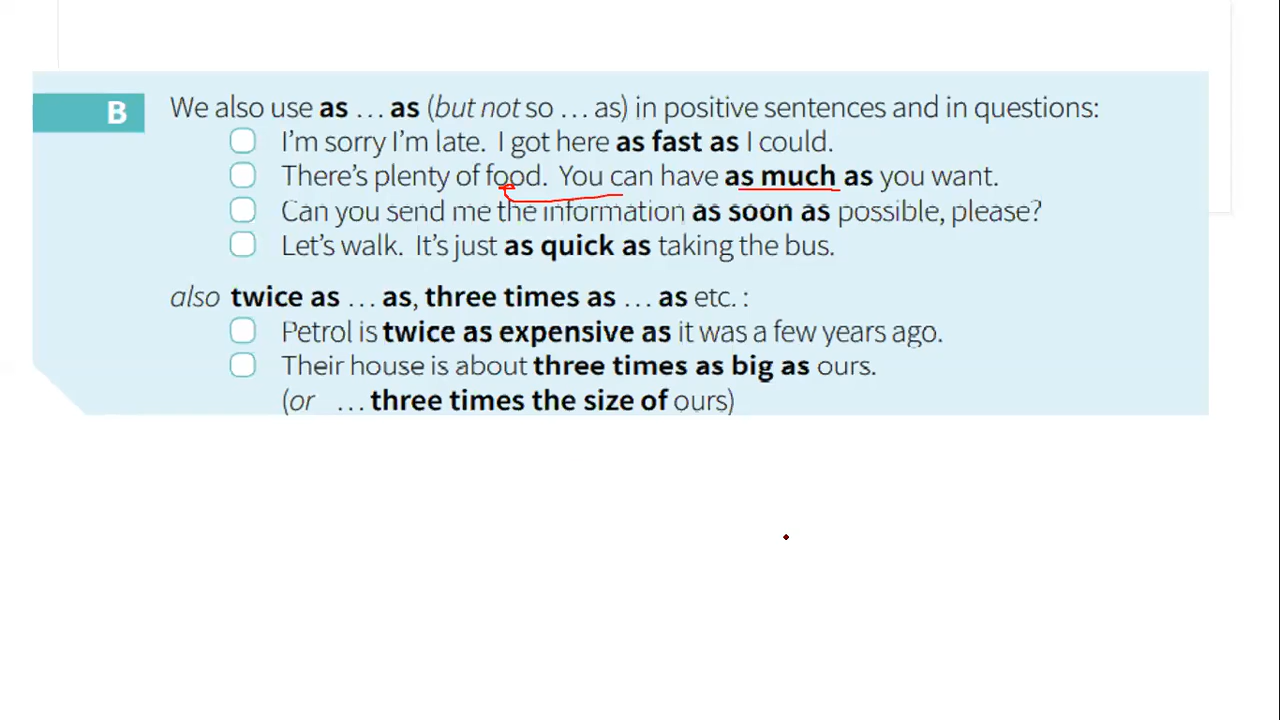 B We also use as … as (but not so … as) in positive sentences and in questions:
I'm sorry I'm late. I got here as fast as I could.
There's plenty of food. You can have as much as you want.
Can you send me the information as soon as possible, please?
Let's walk. It's just as quick as taking the bus.
also twice as … as, three times as … as etc. :
Petrol is twice as expensive as it was a few years ago.
Their house is about three times as big as ours.
(or … three times the size of ours)